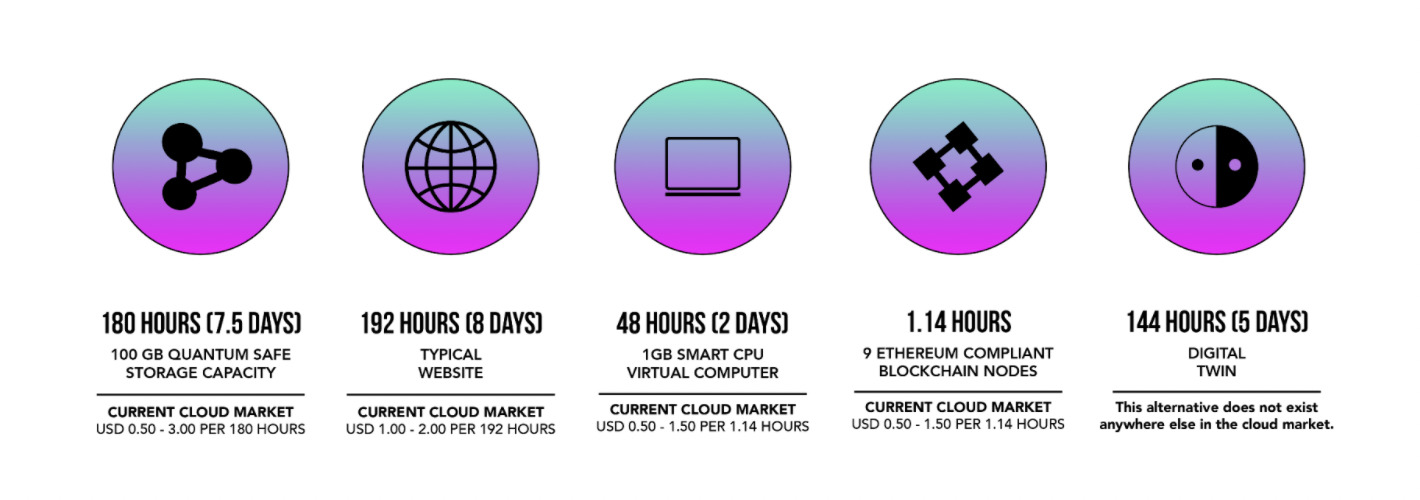 180 HOURS (7.5 DAYS)
100 GB QUANTUM SAFE
STORAGE CAPACITY
CURRENT CLOUD MARKET
USD 0.50 - 3.00 PER 180 HOURS
192 HOURS (8 DAYS)
TYPICAL
WEBSITE
CURRENT CLOUD MARKET
USD 1.00 - 2.00 PER 192 HOURS
48 HOURS (2 DAYS)
1GB SMART CPU
VIRTUAL COMPUTER
CURRENT CLOUD MARKET
USD 0.50 - 1.50 PER 1.14 HOURS
1.14 HOURS
9 ETHEREUM COMPLIANT
BLOCKCHAIN NODES
CURRENT CLOUD MARKET
USD 0.50 - 1.50 PER 1.14 HOURS
144 HOURS (5 DAYS)
DIGITAL
TWIN
This alternative does not exist
anywhere else in the cloud market.